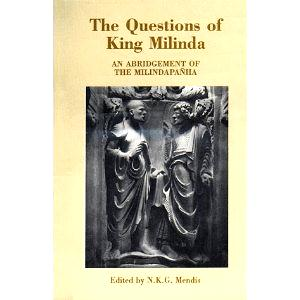 The Questions of
King Milinda
AN ABRIDGEMENT OF
THE MILINDAPAÑHA
Edited by N.K.G. Mendis